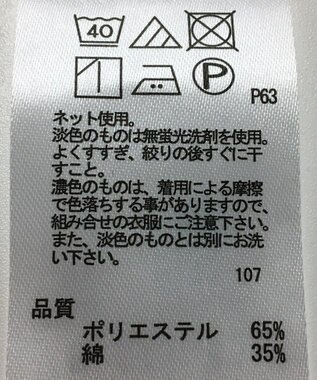 40
P
P63
ネット使用。
淡色のものは無蛍光洗剤を使用。
よくすすぎ、絞りの後すぐに干
すこと。
濃色のものは、着用による摩擦
で色落ちする事がありますので、
組み合せの衣服にご注意下さい。
また、淡色のものとは別にお洗
い下さい。
107
品質
ポリエステル 65%
綿 35%